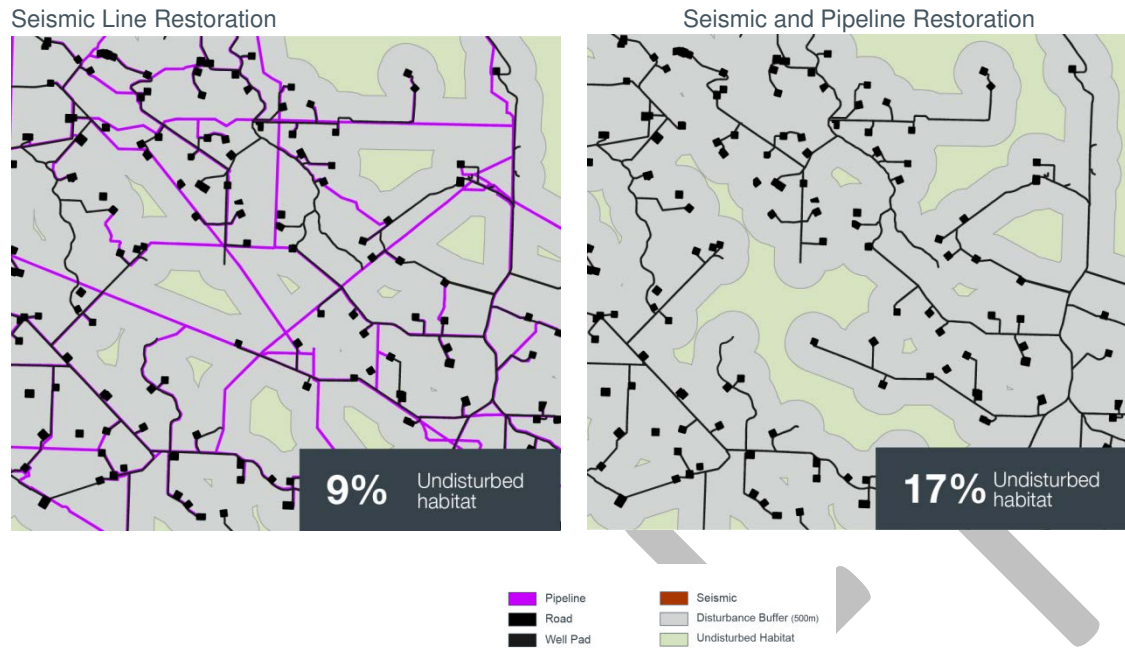 Seismic Line Restoration
Seismic and Pipeline Restoration
9% Undisturbed
habitat
17% Undisturbed
habitat
Pipeline
Road
Well Pad
Seismic
Disturbance Buffer (500m)
Undisturbed Habitat